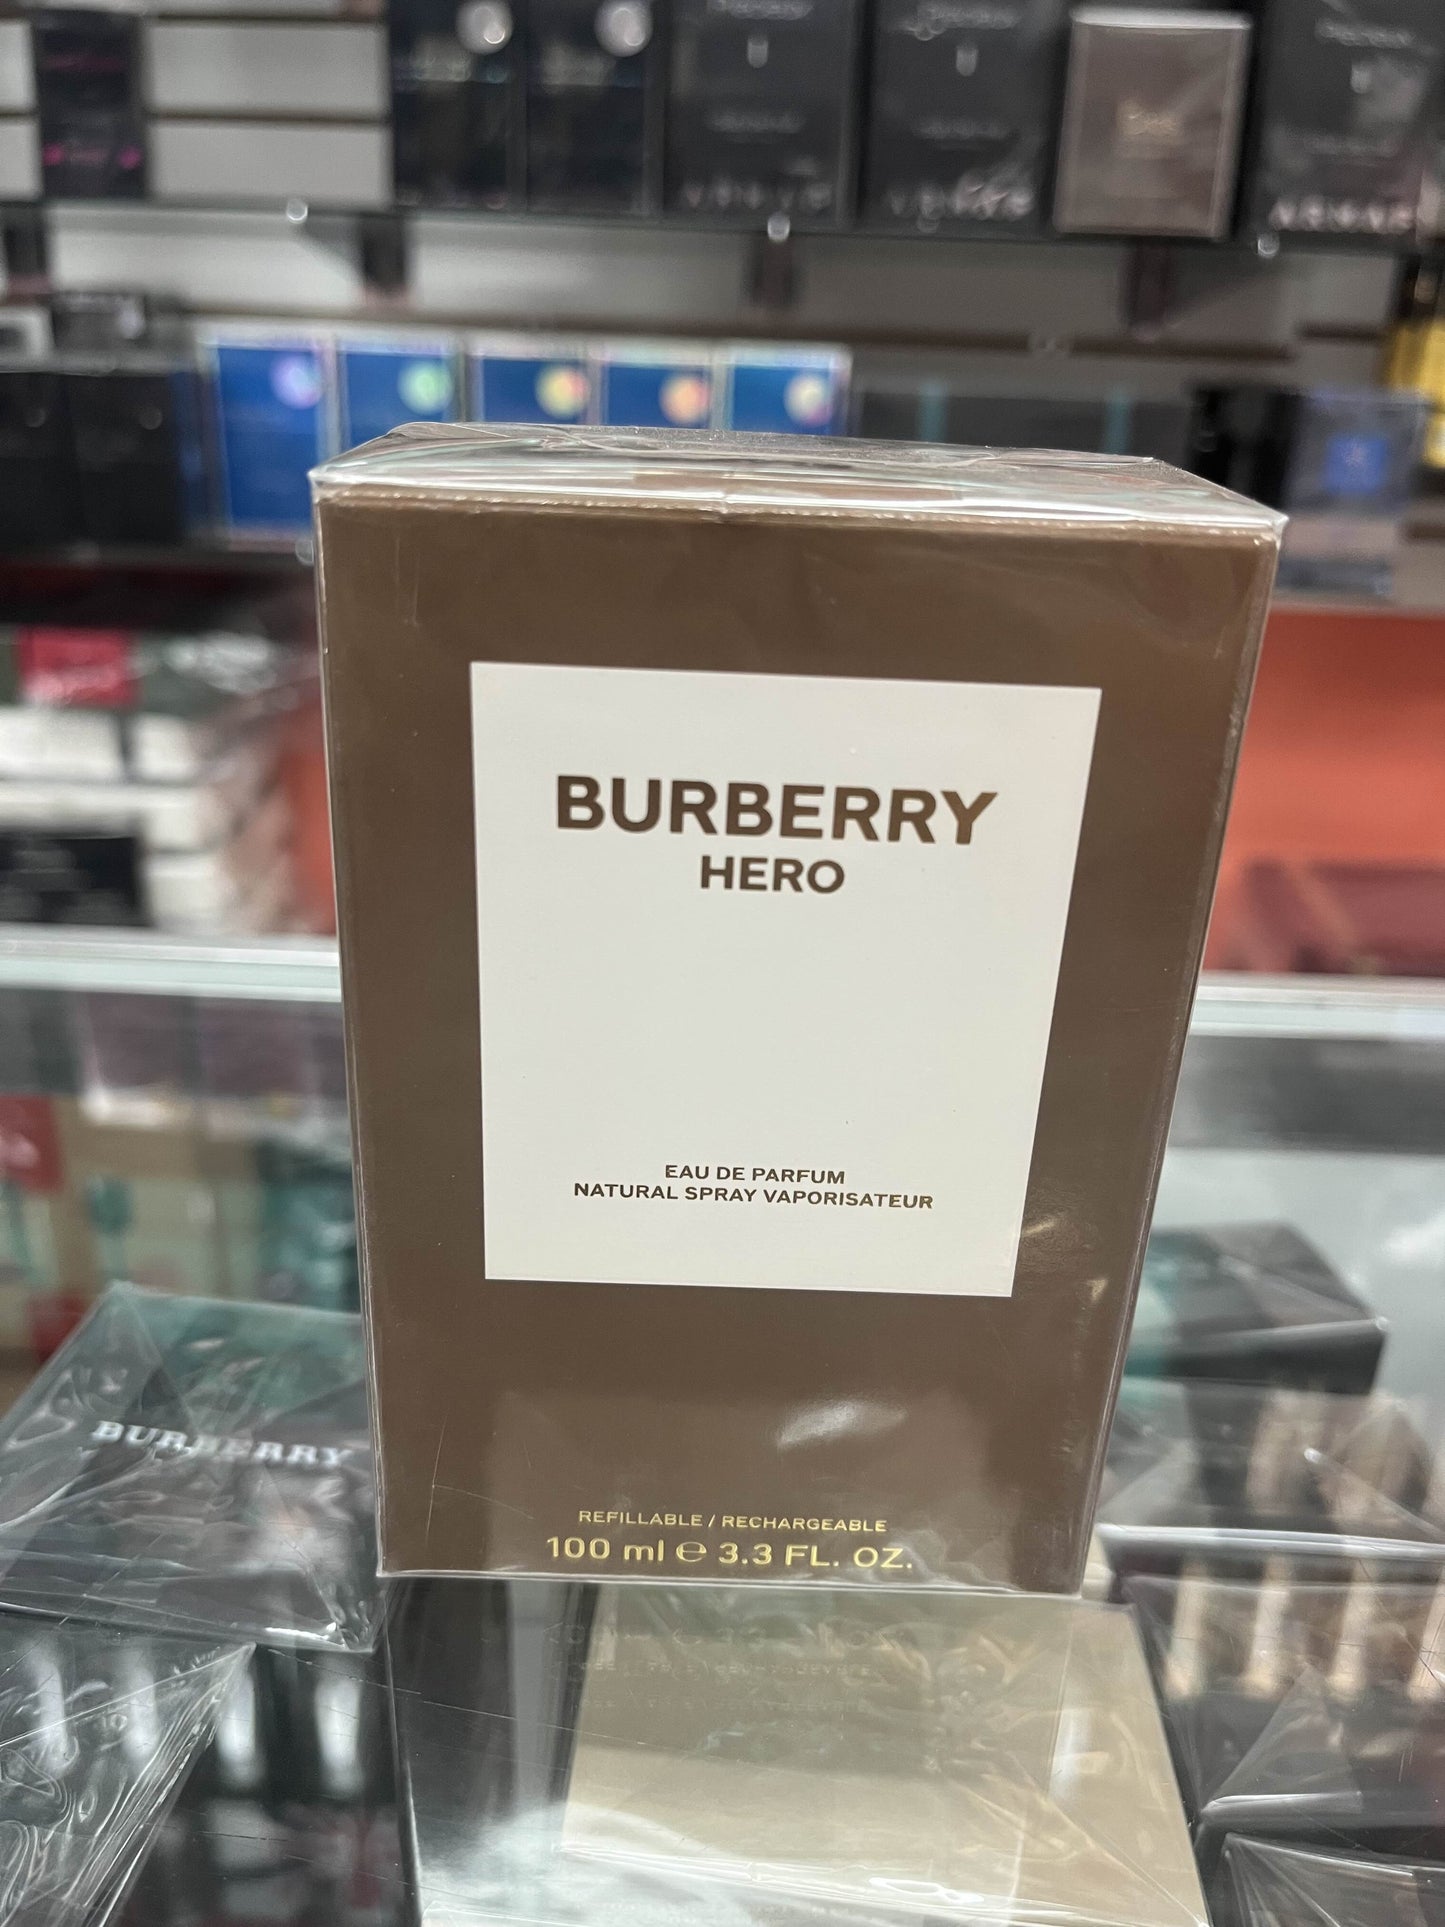 BURBERRY
HERO
EAU DE PARFUM
NATURAL SPRAY VAPORISATEUR
REFILLABLE / RECHARGEABLE
100 ml ℮ 3.3 FL. OZ.
BURBERRY